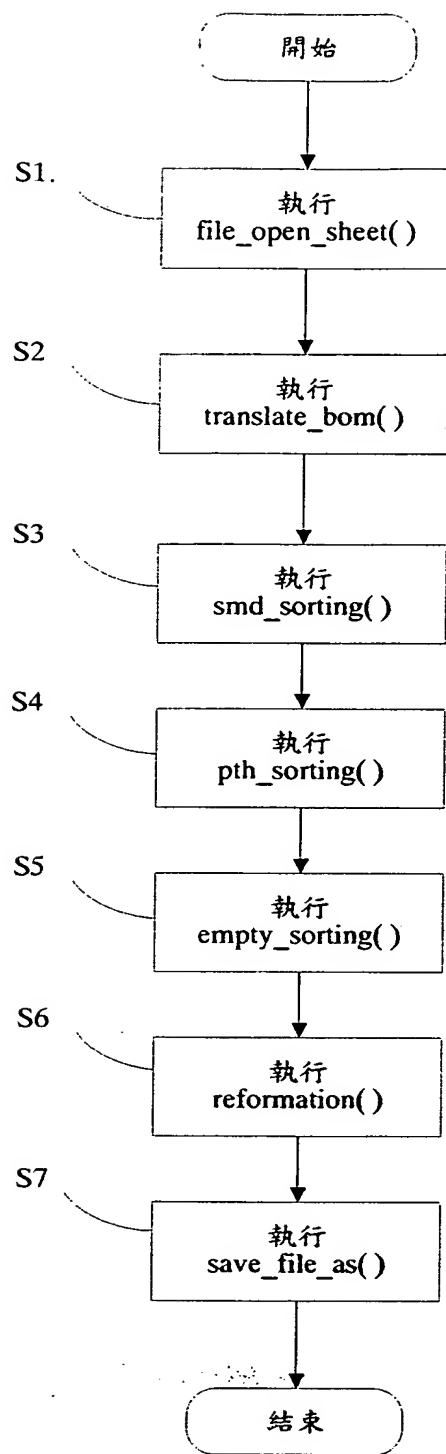 開始
S1.
執行
file_open_sheet( )
S2
執行
translate_bom( )
S3
執行
smd_sorting( )
S4
執行
pth_sorting( )
S5
執行
empty_sorting( )
S6
執行
reformation( )
S7
執行
save_file_as( )
结束